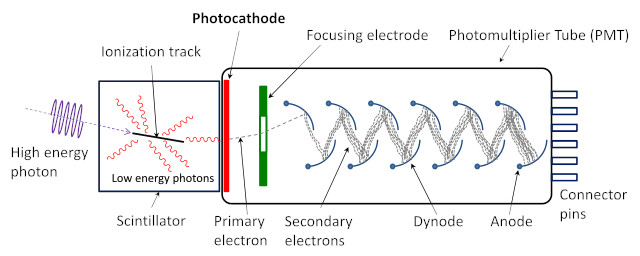 Photocathode
Ionization track
Focusing electrode
Photomultiplier Tube (PMT)
High energy
photon
Low energy photons
Scintillator
Primary
electron
Secondary
electrons
Dynode
Anode
Connector
pins